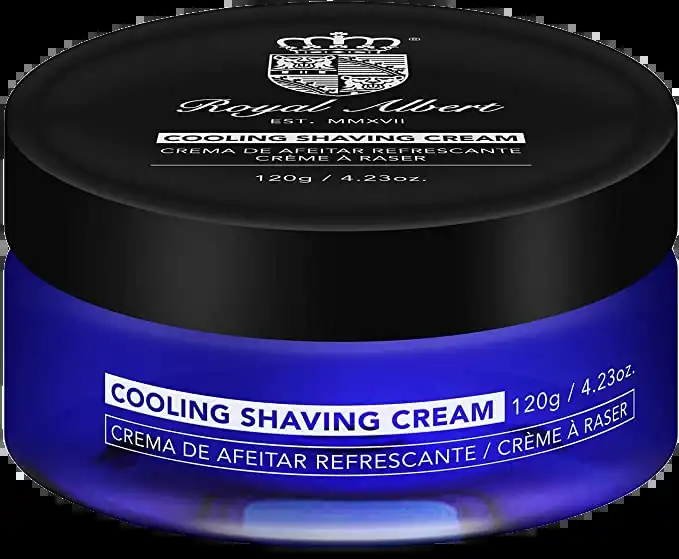 ®
Royal Albert
EST. MMXVII
COOLING SHAVING CREAM
CREMA DE AFEITAR REFRESCANTE
CRÈME À RASER
120g / 4.23oz.
COOLING SHAVING CREAM 120g / 4.23oz.
CREMA DE AFEITAR REFRESCANTE / CRÈME À RASER